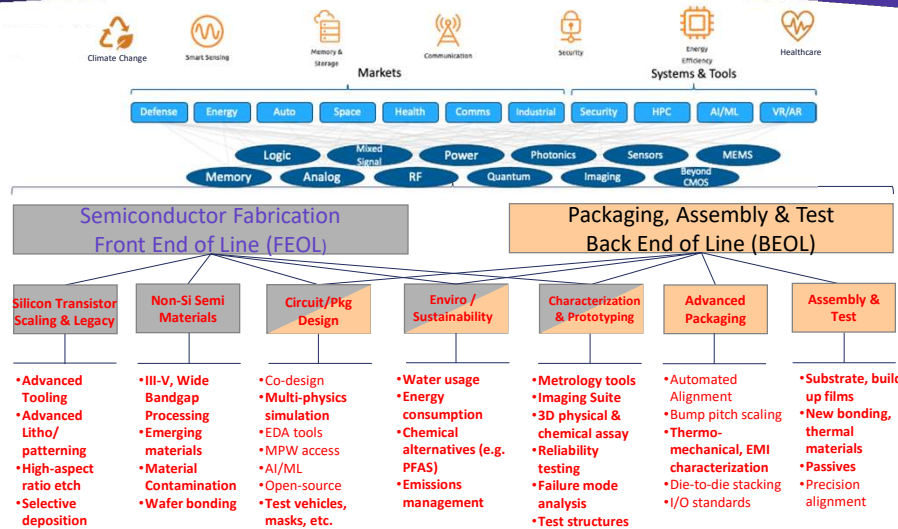 Climate Change
Smart Sensing
Memory &
Storage
Communication
Security
Energy
Efficiency
Healthcare
Markets
Systems & Tools
Defense
Energy
Auto
Space
Health
Comms
Industrial
Security
HPC
AI/ML
VR/AR
Logic
Mixed
Signal
Power
Photonics
Sensors
MEMS
Memory
Analog
RF
Quantum
Imaging
Beyond
CMOS
Semiconductor Fabrication
Front End of Line (FEOL)
Packaging, Assembly & Test
Back End of Line (BEOL)
Silicon Transistor
Scaling & Legacy
Non-Si Semi
Materials
Circuit/Pkg
Design
Enviro /
Sustainability
Characterization
& Prototyping
Advanced
Packaging
Assembly &
Test
•Advanced
Tooling
•Advanced
Litho/
patterning
•High-aspect
ratio etch
•Selective
deposition
•III-V, Wide
Bandgap
Processing
•Emerging
materials
•Material
Contamination
•Wafer bonding
•Co-design
•Multi-physics
simulation
•EDA tools
•MPW access
•AI/ML
•Open-source
•Test vehicles,
masks, etc.
•Water usage
•Energy
consumption
•Chemical
alternatives (e.g.
PFAS)
•Emissions
management
•Metrology tools
•Imaging Suite
•3D physical &
chemical assay
•Reliability
testing
•Failure mode
analysis
•Test structures
•Automated
Alignment
•Bump pitch scaling
•Thermo-
mechanical, EMI
characterization
•Die-to-die stacking
•I/O standards
•Substrate, build
up films
•New bonding,
thermal
materials
•Passives
•Precision
alignment